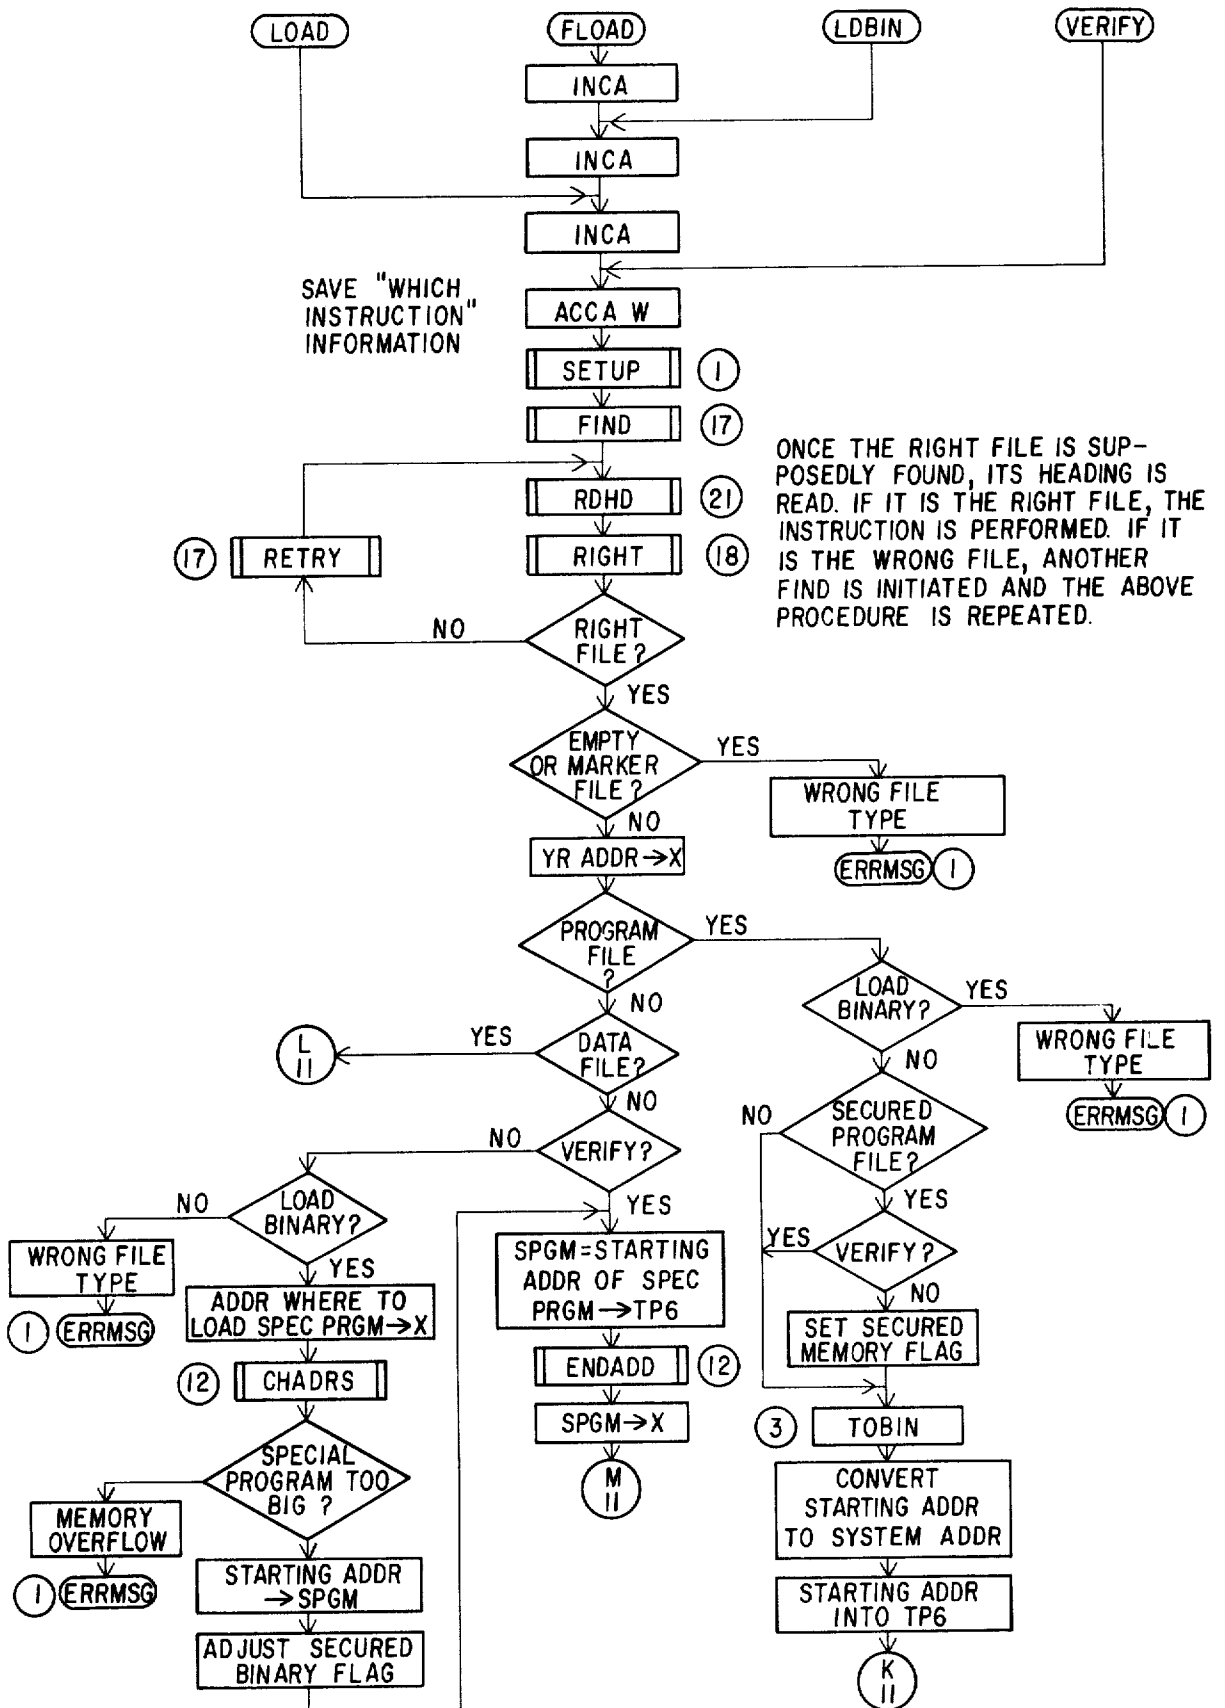 LOAD
FLOAD
LDBIN
VERIFY
INCA
INCA
INCA
SAVE "WHICH
INSTRUCTION"
INFORMATION
ACCA W
SETUP
1
FIND
17
RDHD
21
ONCE THE RIGHT FILE IS SUP-
POSEDLY FOUND, ITS HEADING IS
READ. IF IT IS THE RIGHT FILE, THE
INSTRUCTION IS PERFORMED. IF IT
IS THE WRONG FILE, ANOTHER
FIND IS INITIATED AND THE ABOVE
PROCEDURE IS REPEATED.
17
RETRY
RIGHT
18
NO
RIGHT
FILE?
YES
EMPTY
OR MARKER
FILE?
YES
WRONG FILE
TYPE
ERRMSG
1
NO
YR ADDR→X
PROGRAM
FILE
?
YES
NO
LOAD
BINARY?
YES
WRONG FILE
TYPE
ERRMSG
1
NO
L
11
YES
DATA
FILE?
NO
NO
SECURED
PROGRAM
FILE?
YES
NO
VERIFY?
YES
YES
VERIFY?
NO
NO
LOAD
BINARY?
YES
WRONG FILE
TYPE
1
ERRMSG
ADDR WHERE TO
LOAD SPEC PRGM→X
12
CHADRS
SPGM=STARTING
ADDR OF SPEC
PRGM→TP6
ENDADD
12
SPGM→X
M
11
SET SECURED
MEMORY FLAG
3
TOBIN
CONVERT
STARTING ADDR
TO SYSTEM ADDR
STARTING ADDR
INTO TP6
K
11
SPECIAL
PROGRAM TOO
BIG ?
MEMORY
OVERFLOW
1
ERRMSG
STARTING ADDR
→SPGM
ADJUST SECURED
BINARY FLAG